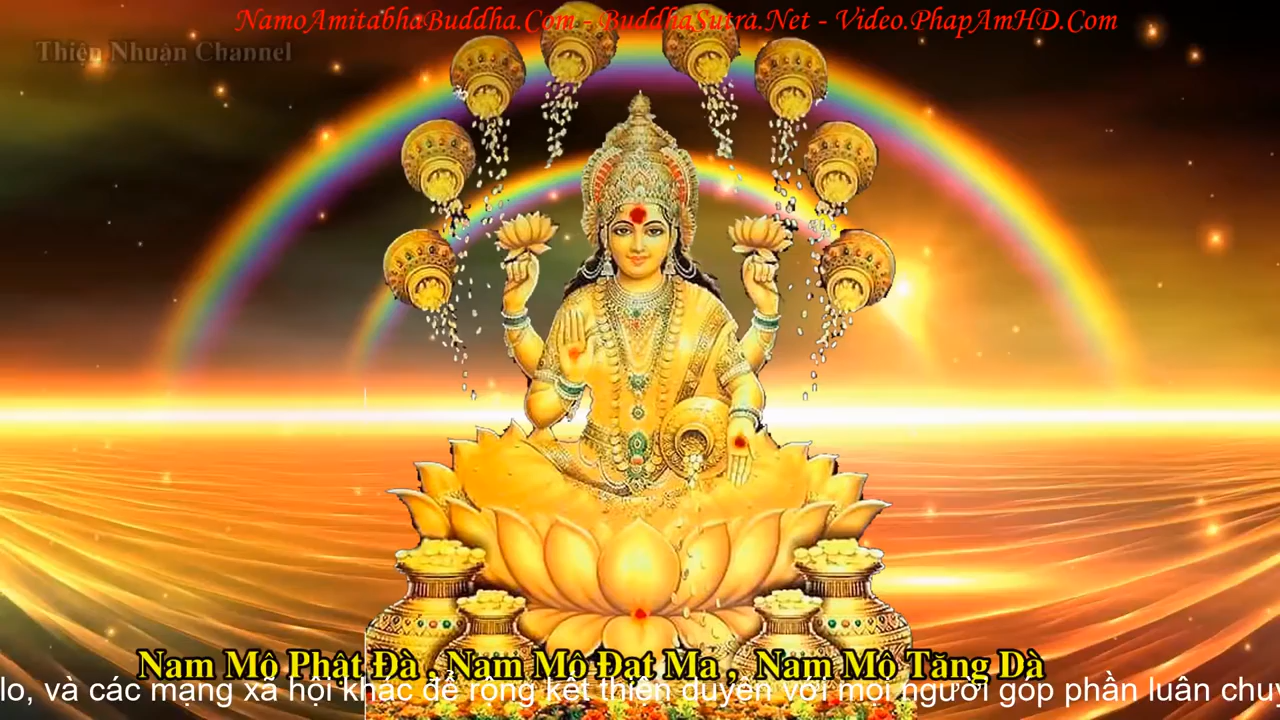 NamoAmitabhaBuddha.Com - BuddhaSutra.Net - Video.PhapAmHD.Com
Thiện Nhuận Channel
Nam Mô Phật Đà , Nam Mô Đạt Ma , Nam Mô Tăng Dà
lo, và các mạng xã hội khác để rộng kết thiện duyên với mọi người góp phần luân chuy